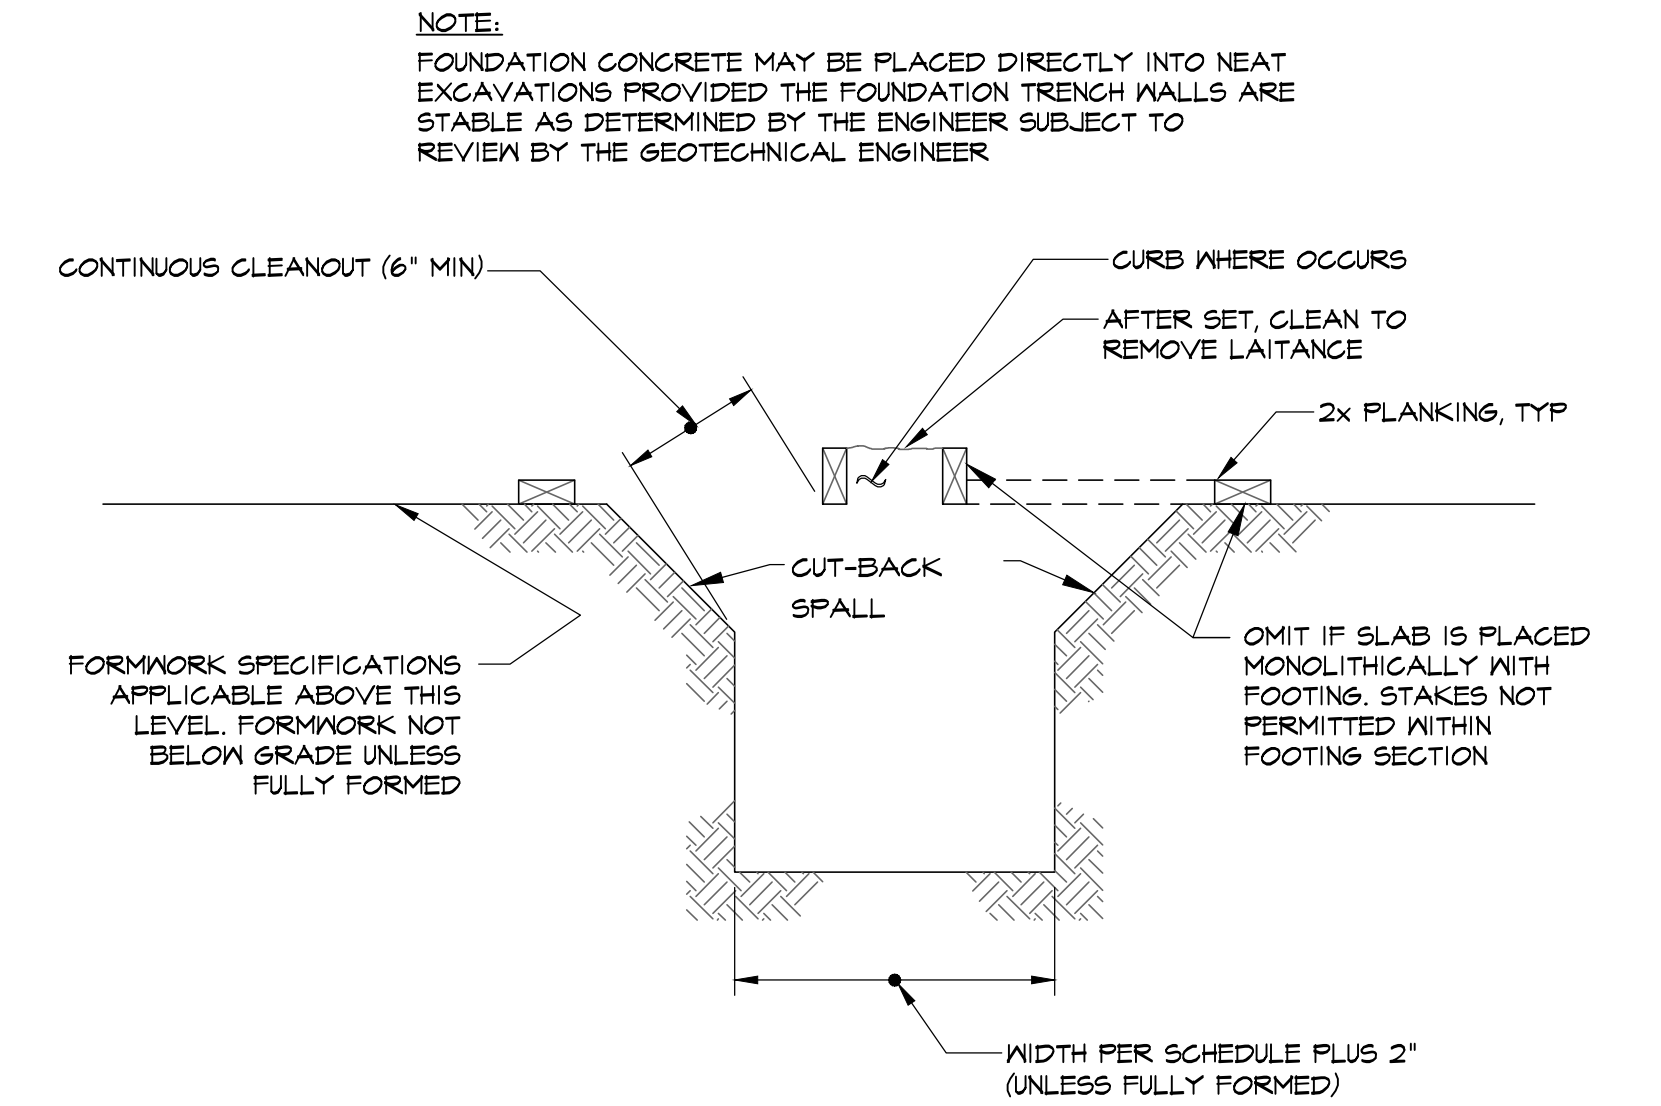 NOTE:
FOUNDATION CONCRETE MAY BE PLACED DIRECTLY INTO NEAT
EXCAVATIONS PROVIDED THE FOUNDATION TRENCH WALLS ARE
STABLE AS DETERMINED BY THE ENGINEER SUBJECT TO
REVIEW BY THE GEOTECHNICAL ENGINEER
CONTINUOUS CLEANOUT (6" MIN)
CURB WHERE OCCURS
AFTER SET, CLEAN TO
REMOVE LAITANCE
2x PLANKING, TYP
CUT-BACK
SPALL
FORMWORK SPECIFICATIONS
APPLICABLE ABOVE THIS
LEVEL. FORMWORK NOT
BELOW GRADE UNLESS
FULLY FORMED
OMIT IF SLAB IS PLACED
MONOLITHICALLY WITH
FOOTING. STAKES NOT
PERMITTED WITHIN
FOOTING SECTION
WIDTH PER SCHEDULE PLUS 2"
(UNLESS FULLY FORMED)